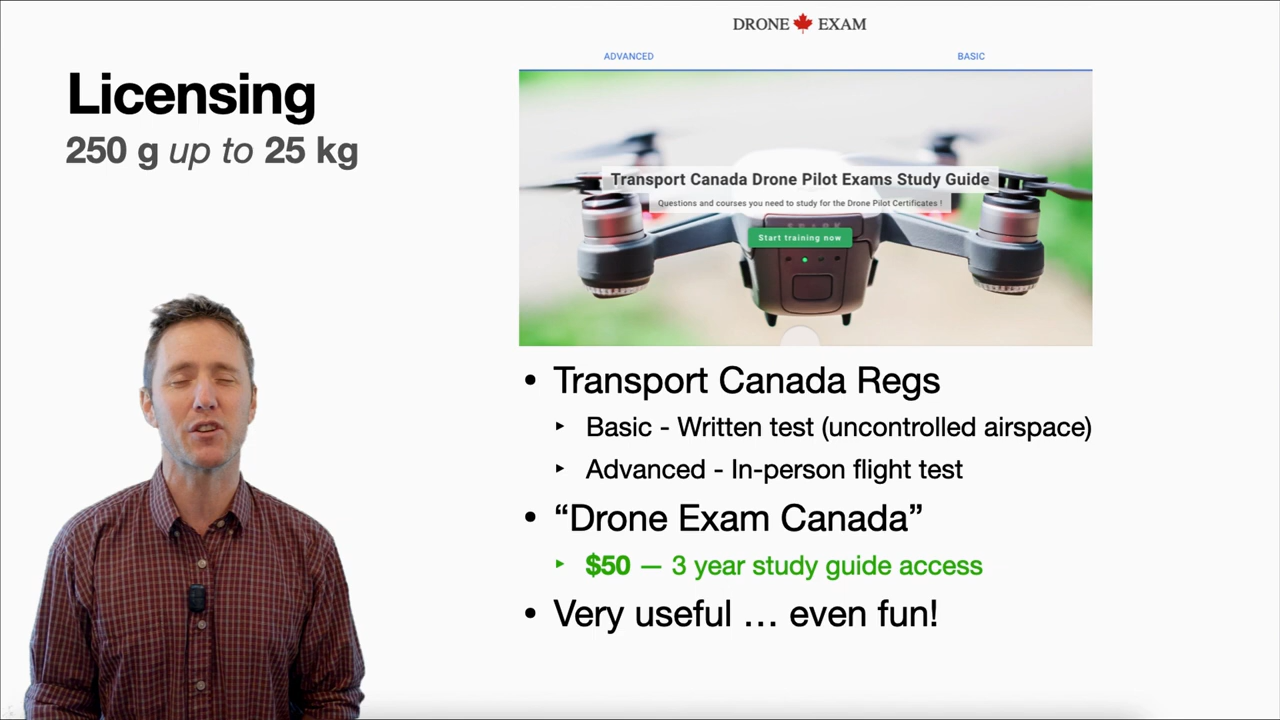 Licensing
250 g up to 25 kg
DRONE EXAM
ADVANCED BASIC
Transport Canada Drone Pilot Exams Study Guide
Questions and courses you need to study for the Drone Pilot Certificates !
SPARK
Start training now
• Transport Canada Regs
‣ Basic - Written test (uncontrolled airspace)
‣ Advanced - In-person flight test
• “Drone Exam Canada”
‣ $50 — 3 year study guide access
• Very useful … even fun!